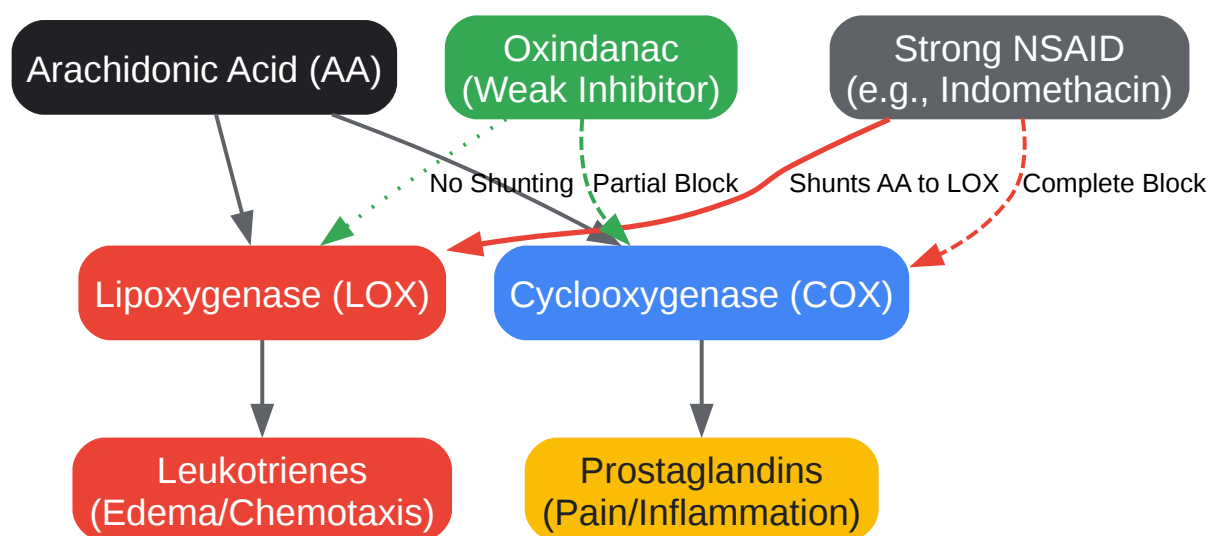 Arachidonic Acid (AA)
Oxindanac
(Weak Inhibitor)
Strong NSAID
(e.g., Indomethacin)
No Shunting
Partial Block
Shunts AA to LOX
Complete Block
Lipoxygenase (LOX)
Cyclooxygenase (COX)
Leukotrienes
(Edema/Chemotaxis)
Prostaglandins
(Pain/Inflammation)